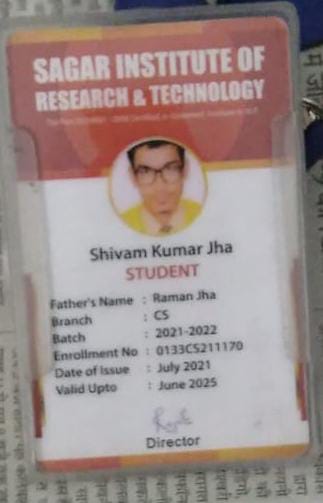 SAGAR INSTITUTE OF
RESEARCH & TECHNOLOGY
Shivam Kumar Jha
STUDENT
Father's Name : Raman Jha
Branch : CS
Batch : 2021-2022
Enrollment No : 0133CS211170
Date of Issue : July 2021
Valid Upto : June 2025
Director